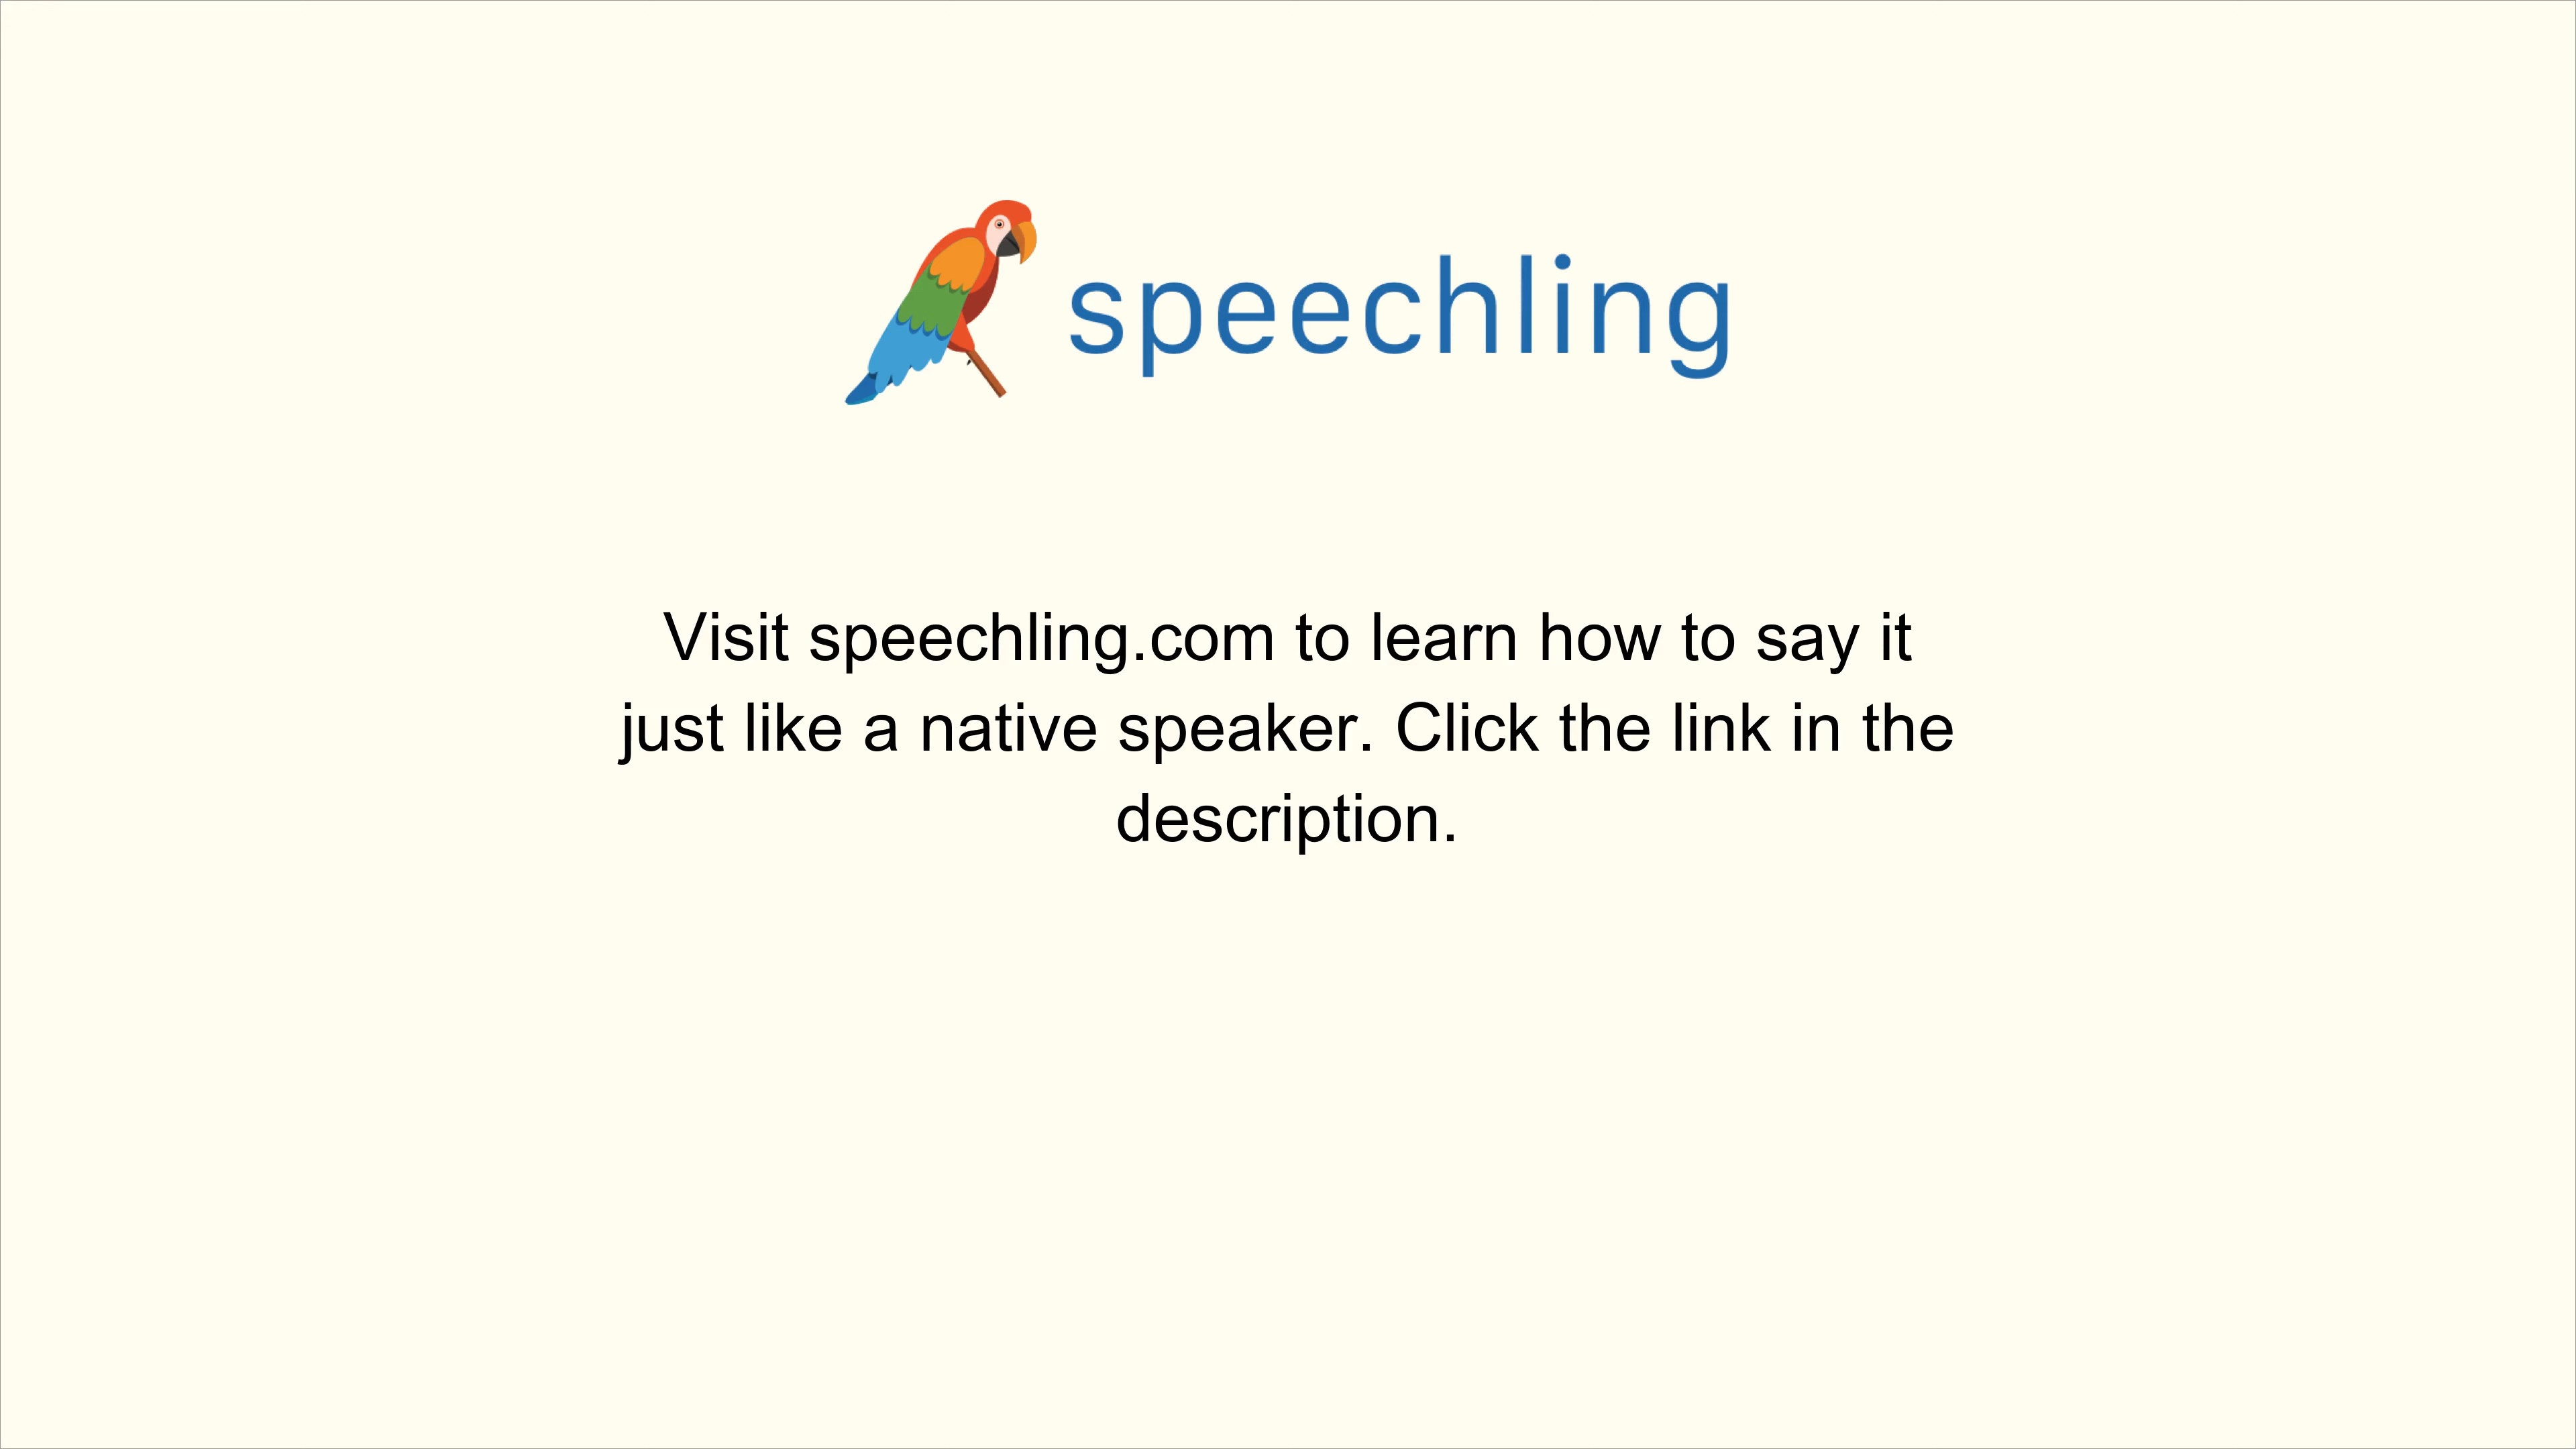 speechling
Visit speechling.com to learn how to say it
just like a native speaker. Click the link in the
description.